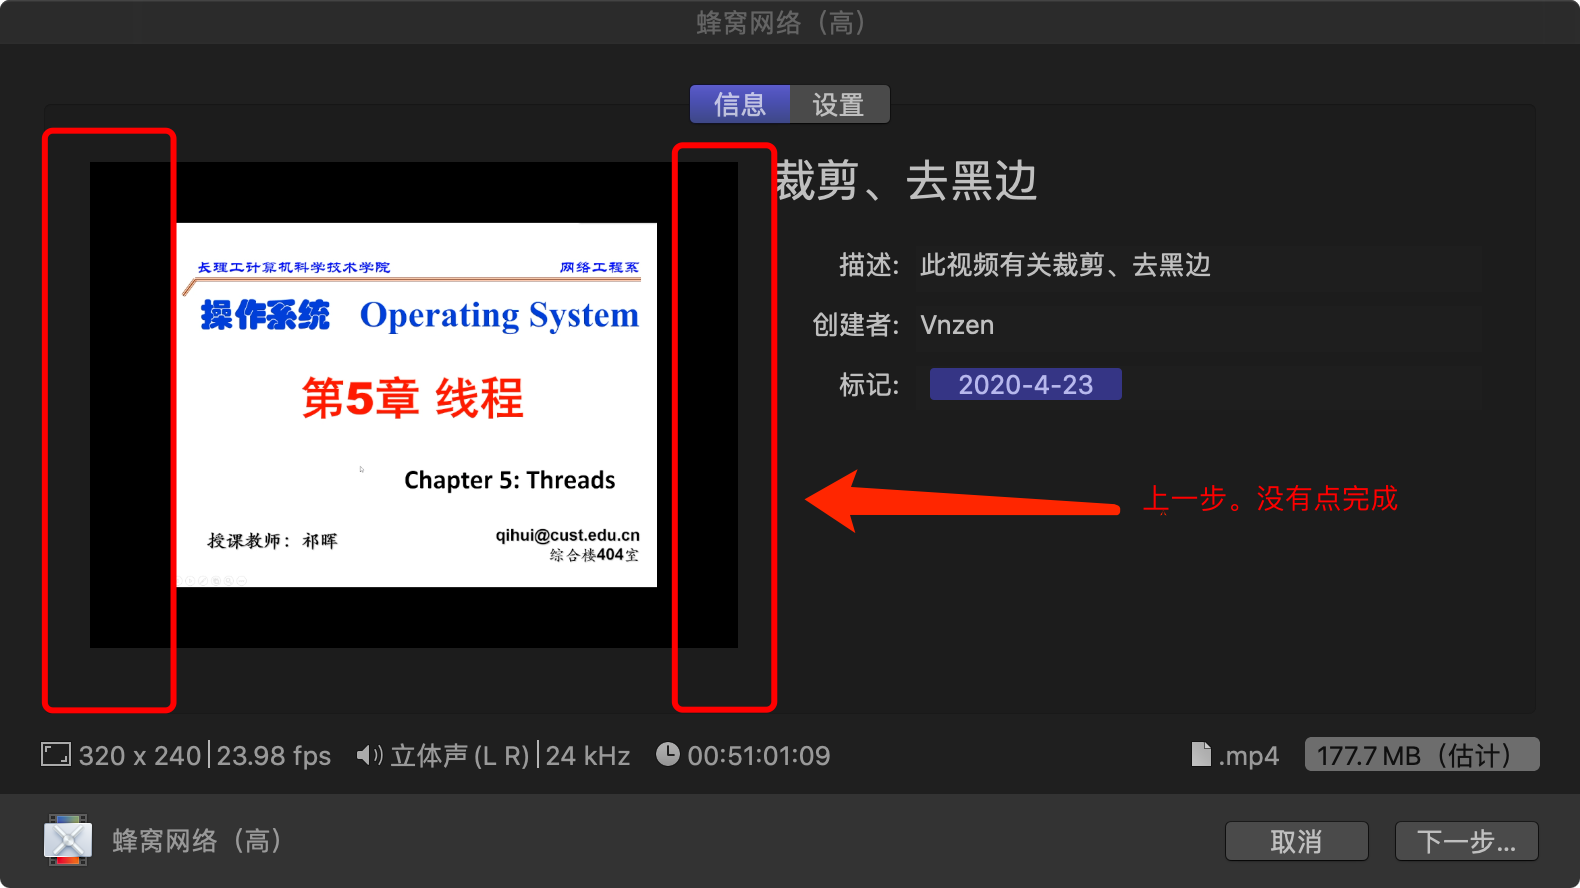 蜂窝网络（高）
信息
设置
裁剪、去黑边
长理工计算机科学技术学院
网络工程系
操作系统 Operating System
第5章 线程
Chapter 5: Threads
授课教师：祁晖
qihui@cust.edu.cn
综合楼404室
描述: 此视频有关裁剪、去黑边
创建者: Vnzen
标记: 2020-4-23
上一步。没有点完成
320 x 240 | 23.98 fps
立体声 (L R) | 24 kHz
00:51:01:09
.mp4
177.7 MB（估计）
蜂窝网络（高）
取消
下一步...